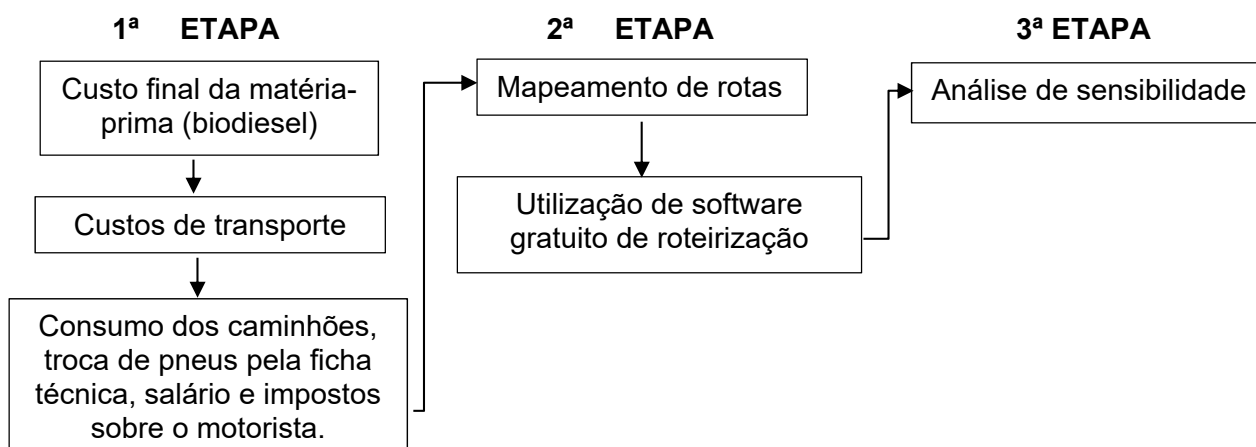 1ª ETAPA
Custo final da matéria-
prima (biodiesel)
Custos de transporte
Consumo dos caminhões,
troca de pneus pela ficha
técnica, salário e impostos
sobre o motorista.
2ª ETAPA
Mapeamento de rotas
Utilização de software
gratuito de roteirização
3ª ETAPA
Análise de sensibilidade